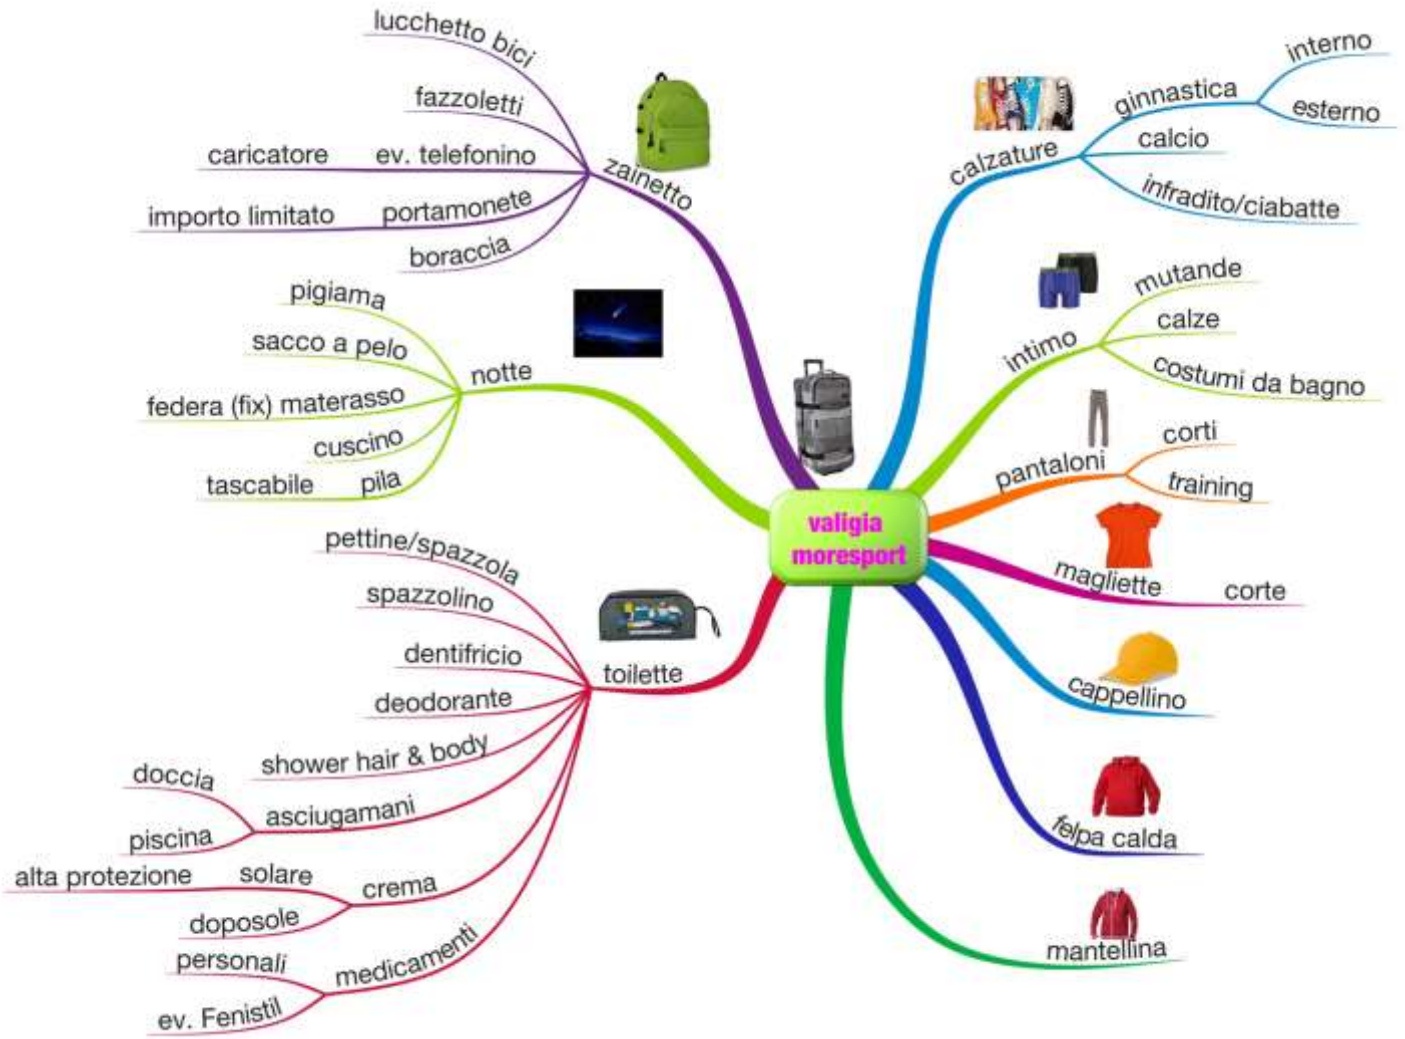 lucchetto bici
fazzoletti
caricatore ev. telefonino
importo limitato portamonete
boraccia
zainetto
pigiama
sacco a pelo
federa (fix) materasso
cuscino
tascabile pila
notte
pettine/spazzola
spazzolino
dentifricio
deodorante
shower hair & body
doccia
piscina
asciugamani
alta protezione solare
doposole
crema
personali
ev. Fenistil
medicamenti
toilette
valigia
moresport
calzature
ginnastica
interno
esterno
calcio
infradito/ciabatte
intimo
mutande
calze
costumi da bagno
pantaloni
corti
training
magliette corte
cappellino
felpa calda
mantellina